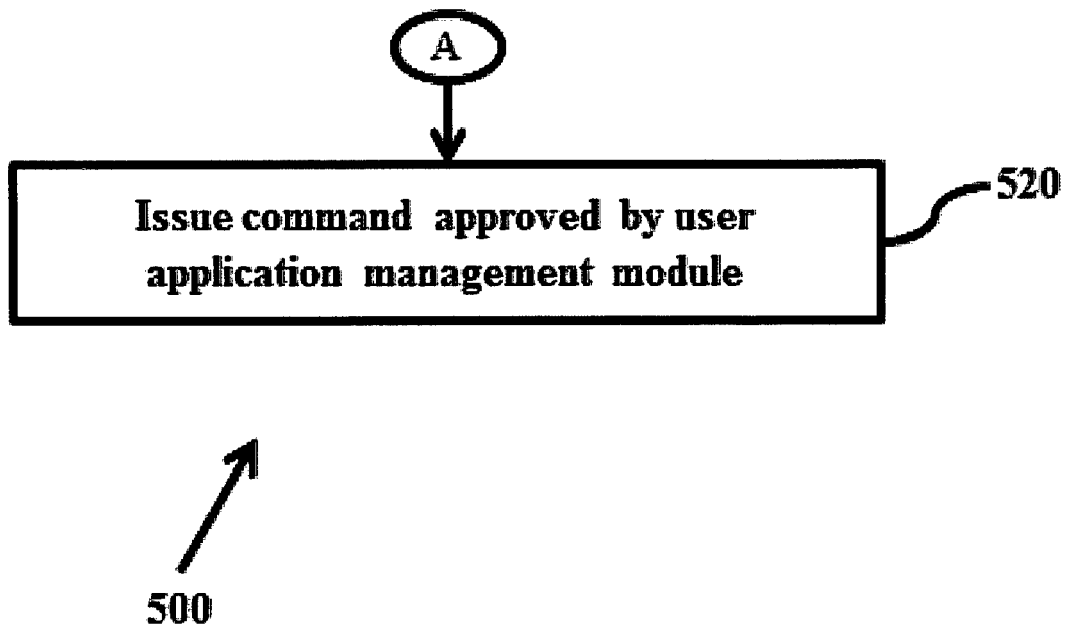 A
Issue command approved by user
application management module
520
500